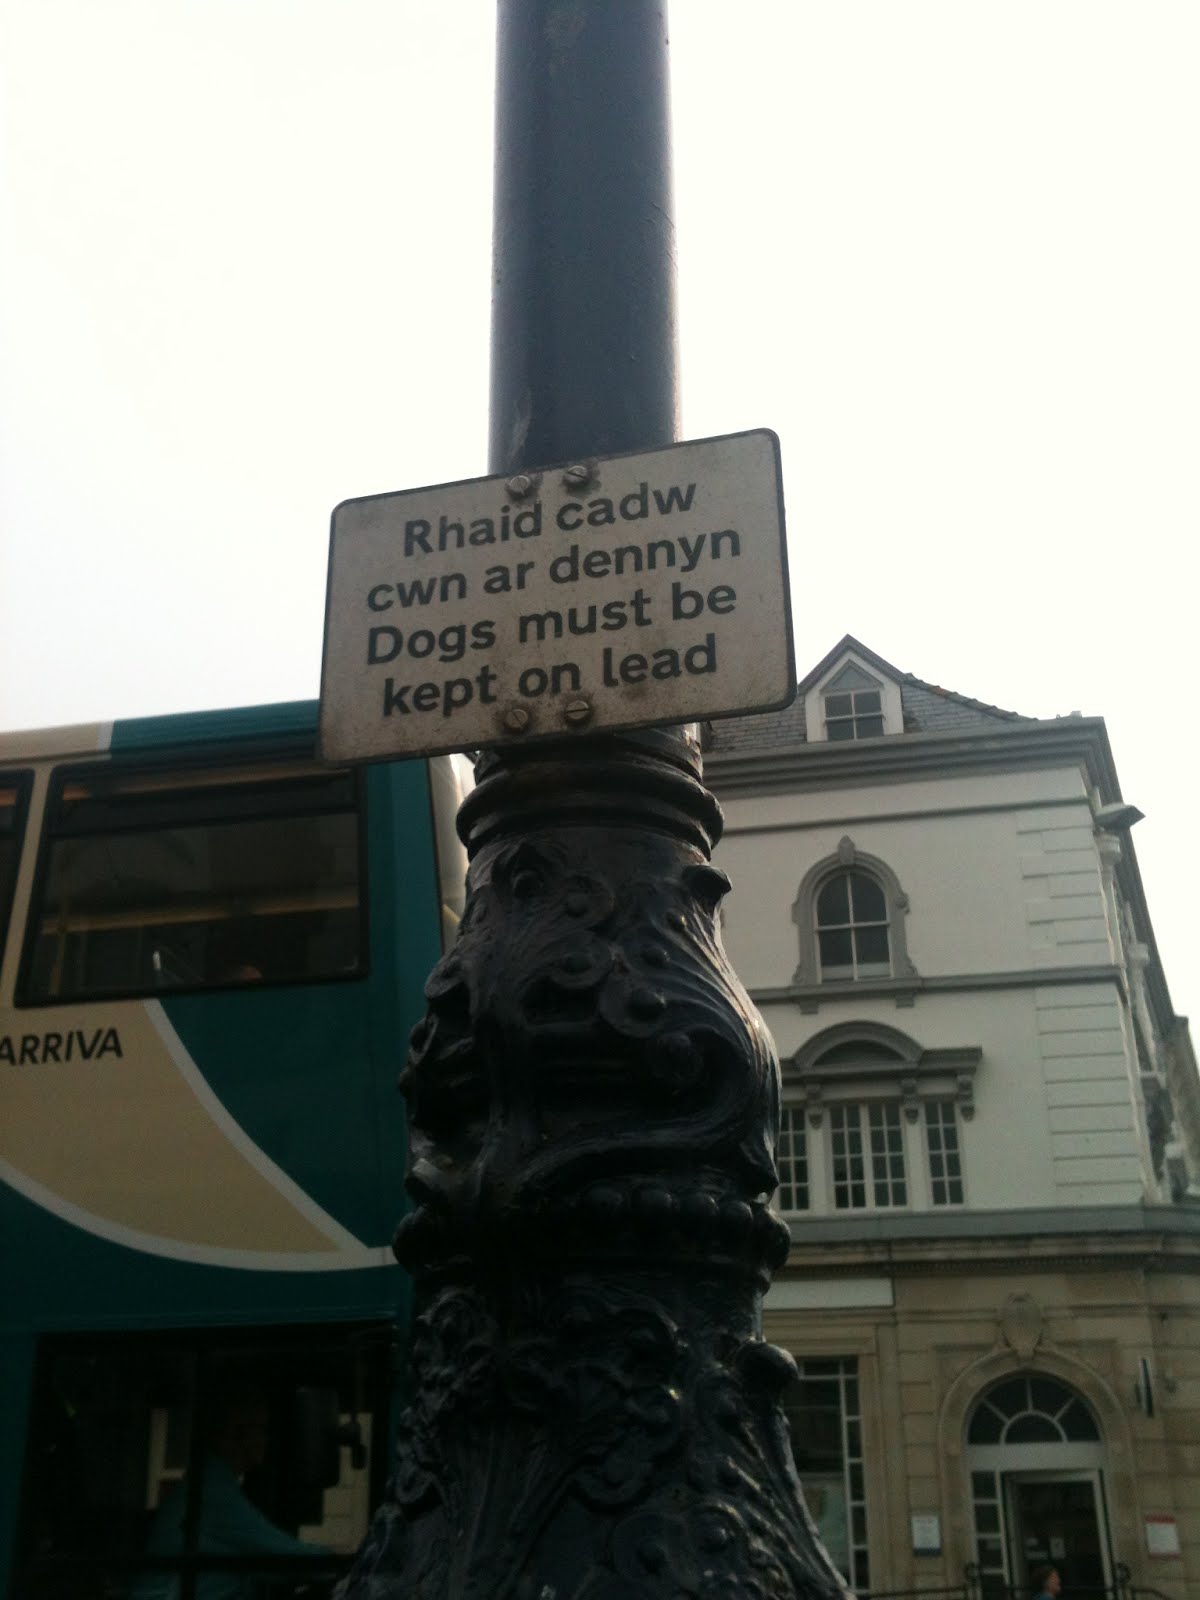 Rhaid cadw
cwn ar dennyn
Dogs must be
kept on lead
ARRIVA